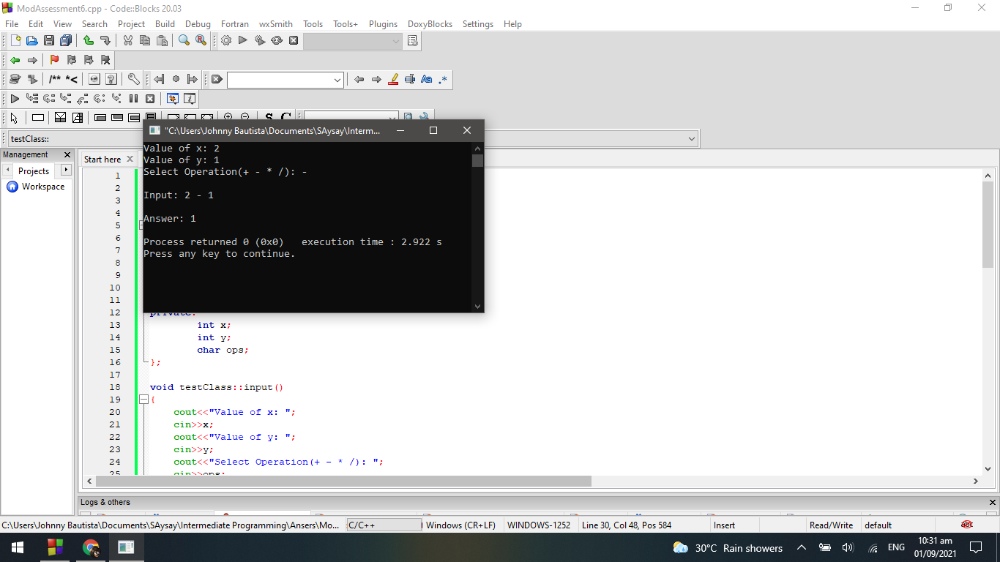 ModAssessment6.cpp - Code::Blocks 20.03
File Edit View Search Project Build Debug Fortran wxSmith Tools Tools+ Plugins DoxyBlocks Settings Help
/** *<
Aa .*
S C
testClass::
"C:\Users\Johnny Bautista\Documents\SAysay\Interm...
Value of x: 2
Value of y: 1
Select Operation(+ - * /): -
Input: 2 - 1
Answer: 1
Process returned 0 (0x0) execution time : 2.922 s
Press any key to continue.
Management
Projects
Workspace
Start here
1
2
3
4
5
6
7
8
9
10
11
12 private:
13 int x;
14 int y;
15 char ops;
16 };
17
18 void testClass::input()
19 {
20 cout<<"Value of x: ";
21 cin>>x;
22 cout<<"Value of y: ";
23 cin>>y;
24 cout<<"Select Operation(+ - * /): ";
25 cin>>ops;
Logs & others
C:\Users\Johnny Bautista\Documents\SAysay\Intermediate Programming\Ansers\Mo... C/C++ Windows (CR+LF) WINDOWS-1252 Line 30, Col 48, Pos 584 Insert Read/Write default abc
30°C Rain showers ENG 10:31 am
01/09/2021